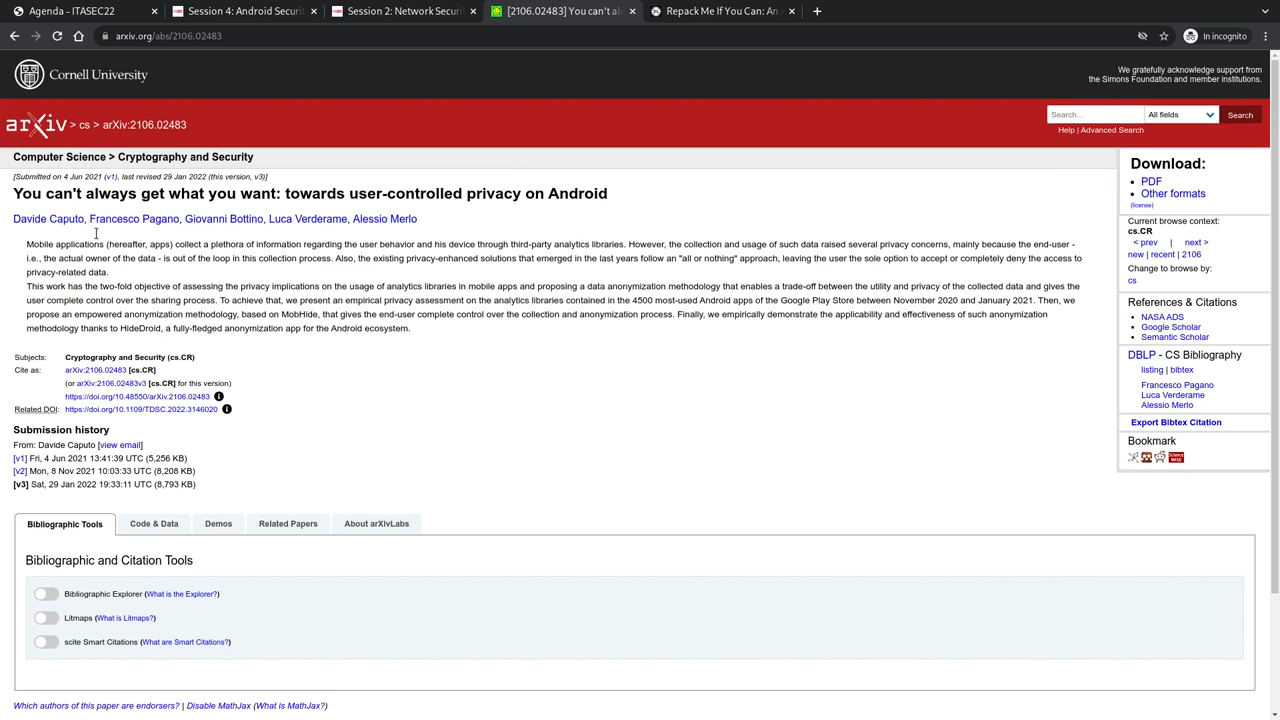 Agenda - ITASEC22
Session 4: Android Securi
Session 2: Network Securi
[2106.02483] You can't alw
Repack Me If You Can: An A
arxiv.org/abs/2106.02483
In incognito
Cornell University
We gratefully acknowledge support from
the Simons Foundation and member institutions.
arXiv > cs > arXiv:2106.02483
Search...
All fields
Search
Help | Advanced Search
Computer Science > Cryptography and Security
[Submitted on 4 Jun 2021 (v1), last revised 29 Jan 2022 (this version, v3)]
You can't always get what you want: towards user-controlled privacy on Android
Davide Caputo, Francesco Pagano, Giovanni Bottino, Luca Verderame, Alessio Merlo
Mobile applications (hereafter, apps) collect a plethora of information regarding the user behavior and his device through third-party analytics libraries. However, the collection and usage of such data raised several privacy concerns, mainly because the end-user -
i.e., the actual owner of the data - is out of the loop in this collection process. Also, the existing privacy-enhanced solutions that emerged in the last years follow an "all or nothing" approach, leaving the user the sole option to accept or completely deny the access to
privacy-related data.
This work has the two-fold objective of assessing the privacy implications on the usage of analytics libraries in mobile apps and proposing a data anonymization methodology that enables a trade-off between the utility and privacy of the collected data and gives the
user complete control over the sharing process. To achieve that, we present an empirical privacy assessment on the analytics libraries contained in the 4500 most-used Android apps of the Google Play Store between November 2020 and January 2021. Then, we
propose an empowered anonymization methodology, based on MobHide, that gives the end-user complete control over the collection and anonymization process. Finally, we empirically demonstrate the applicability and effectiveness of such anonymization
methodology thanks to HideDroid, a fully-fledged anonymization app for the Android ecosystem.
Subjects: Cryptography and Security (cs.CR)
Cite as: arXiv:2106.02483 [cs.CR]
(or arXiv:2106.02483v3 [cs.CR] for this version)
https://doi.org/10.48550/arXiv.2106.02483
Related DOI: https://doi.org/10.1109/TDSC.2022.3146020
Submission history
From: Davide Caputo [view email]
[v1] Fri, 4 Jun 2021 13:41:39 UTC (5,256 KB)
[v2] Mon, 8 Nov 2021 10:03:33 UTC (8,208 KB)
[v3] Sat, 29 Jan 2022 19:33:11 UTC (8,793 KB)
Download:
PDF
Other formats
(license)
Current browse context:
cs.CR
< prev | next >
new | recent | 2106
Change to browse by:
cs
References & Citations
NASA ADS
Google Scholar
Semantic Scholar
DBLP - CS Bibliography
listing | bibtex
Francesco Pagano
Luca Verderame
Alessio Merlo
Export Bibtex Citation
Bookmark
Bibliographic Tools
Code & Data
Demos
Related Papers
About arXivLabs
Bibliographic and Citation Tools
Bibliographic Explorer (What is the Explorer?)
Litmaps (What is Litmaps?)
scite Smart Citations (What are Smart Citations?)
Which authors of this paper are endorsers? | Disable MathJax (What is MathJax?)